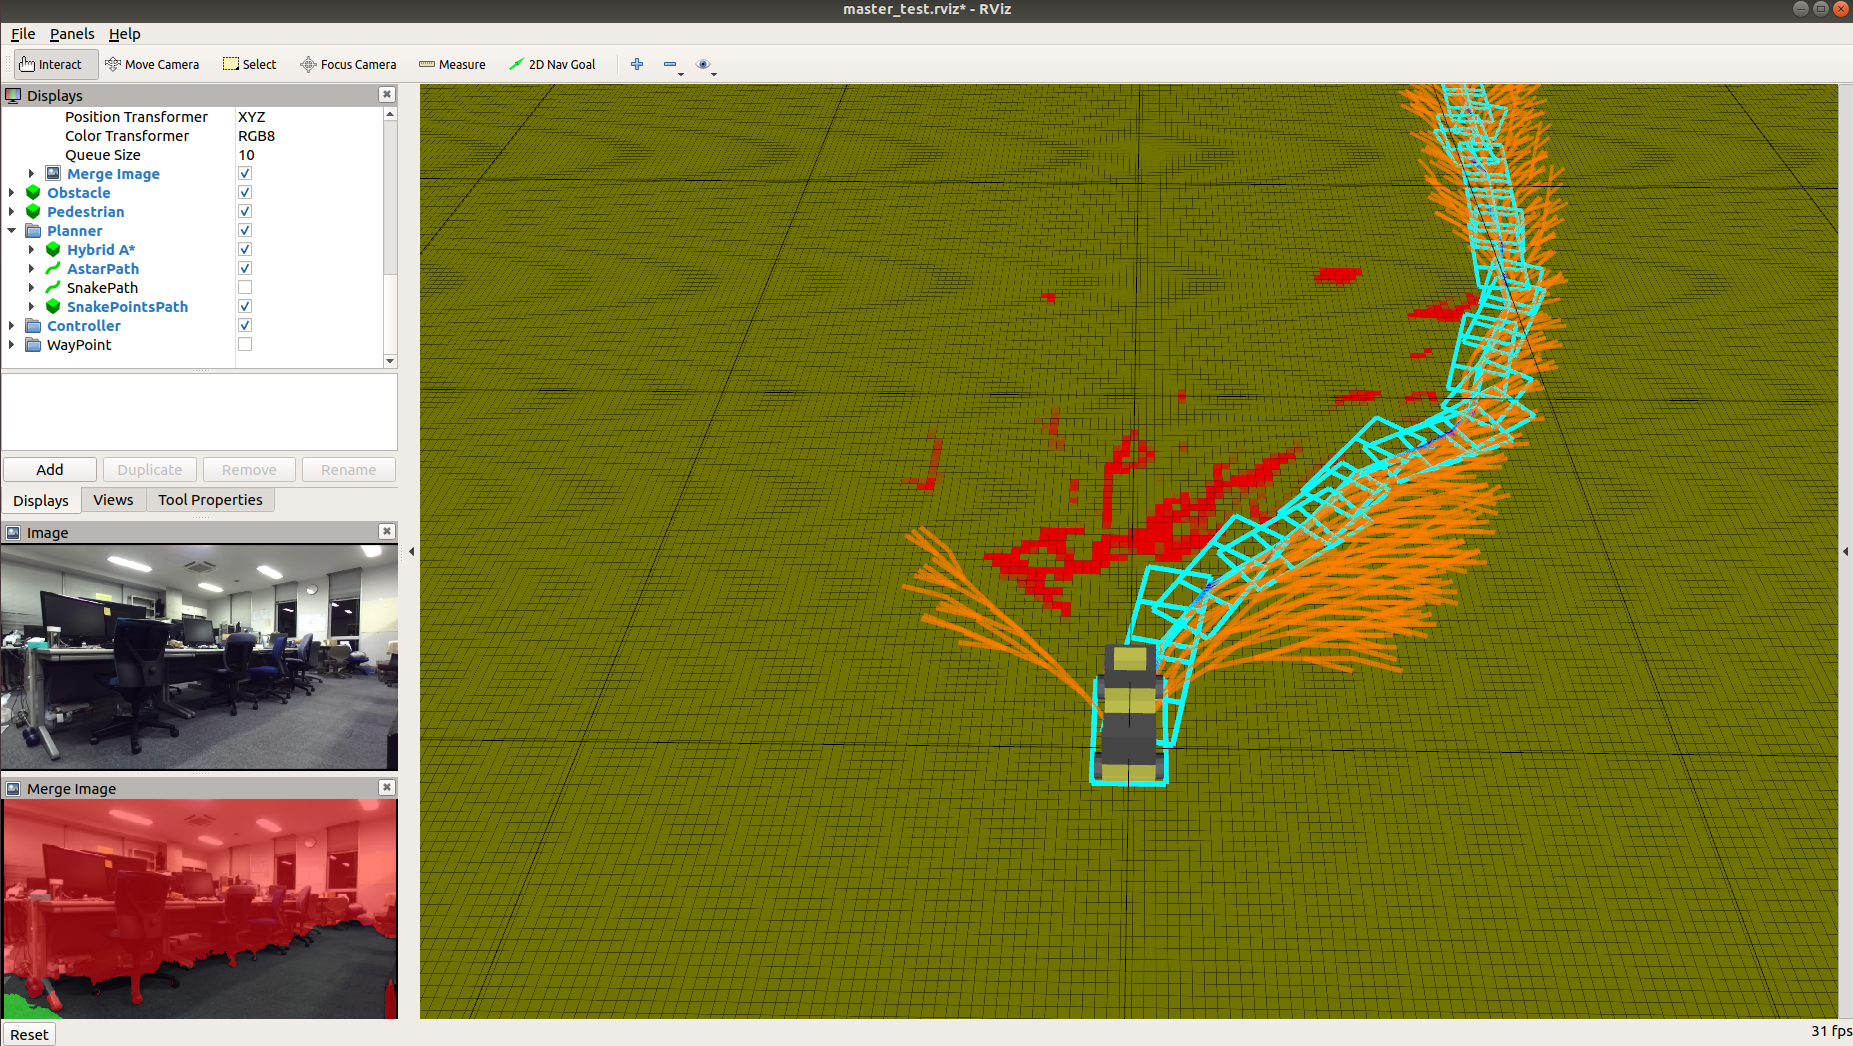 master_test.rviz* - RViz
File Panels Help
Interact Move Camera Select Focus Camera Measure 2D Nav Goal
Displays
Position Transformer XYZ
Color Transformer RGB8
Queue Size 10
Merge Image
Obstacle
Pedestrian
Planner
Hybrid A*
AstarPath
SnakePath
SnakePointsPath
Controller
WayPoint
Add Duplicate Remove Rename
Displays Views Tool Properties
Image
Merge Image
Reset
31 fps